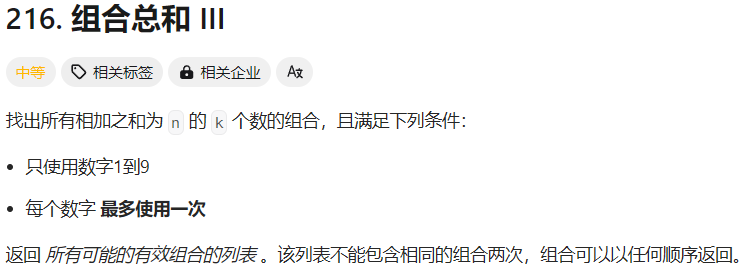 216. 组合总和 III
中等 相关标签 相关企业 A文
找出所有相加之和为 n 的 k 个数的组合，且满足下列条件：
• 只使用数字1到9
• 每个数字 最多使用一次
返回 所有可能的有效组合的列表 。该列表不能包含相同的组合两次，组合可以以任何顺序返回。